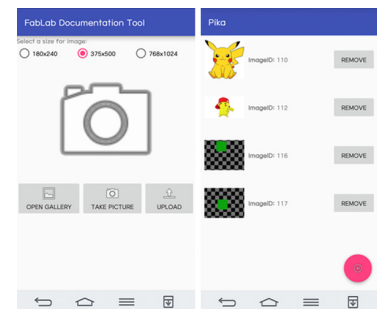 FabLab Documentation Tool
Select a size for image:
180x240
375x500
768x1024
OPEN GALLERY
TAKE PICTURE
UPLOAD
Pika
ImageID: 110
REMOVE
ImageID: 112
REMOVE
ImageID: 116
REMOVE
ImageID: 117
REMOVE